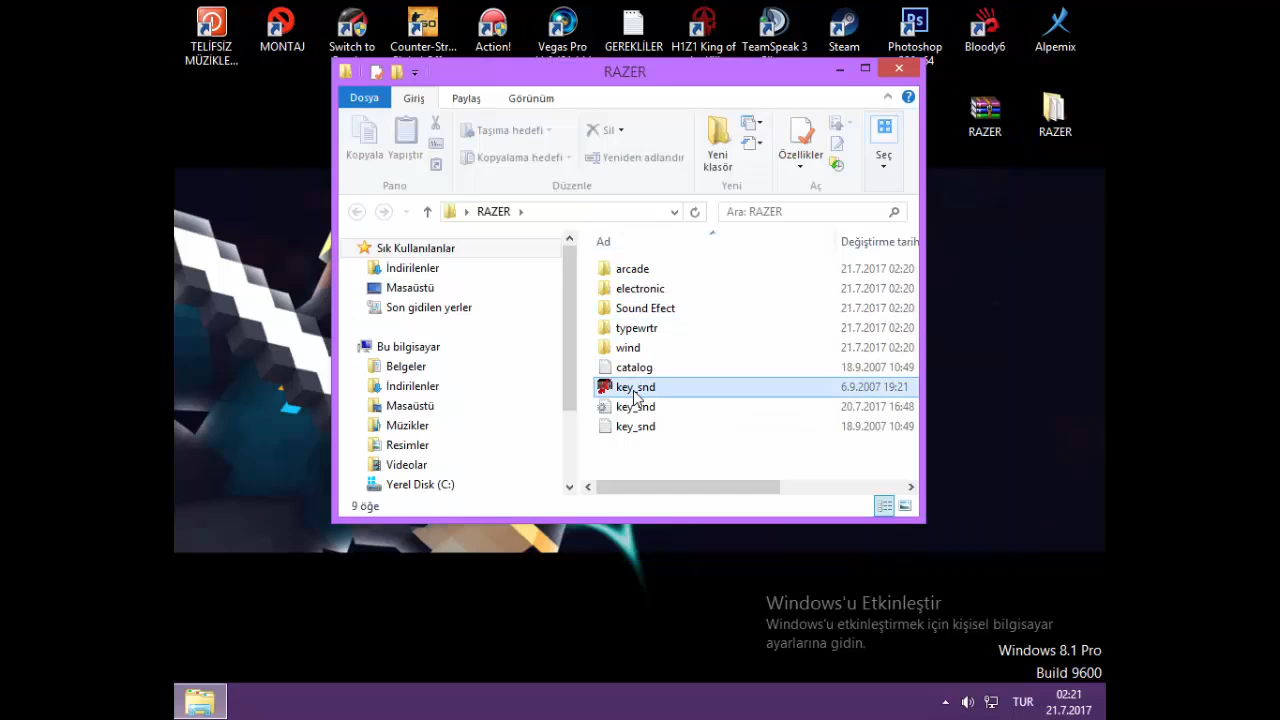 TELİFSİZ MÜZİKLE...
MONTAJ
Switch to
Counter-Str...
Action!
Vegas Pro
GEREKLİLER
H1Z1 King of
TeamSpeak 3
Steam
Photoshop
64
Bloody6
Alpemix
RAZER
RAZER
RAZER
Dosya
Giriş
Paylaş
Görünüm
Kopyala
Yapıştır
Taşıma hedefi
Kopyalama hedefi
Sil
Yeniden adlandır
Yeni
klasör
Özellikler
Seç
Pano
Düzenle
Yeni
Aç
RAZER
Ara: RAZER
Sık Kullanılanlar
İndirilenler
Masaüstü
Son gidilen yerler
Bu bilgisayar
Belgeler
İndirilenler
Masaüstü
Müzikler
Resimler
Videolar
Yerel Disk (C:)
Ad Değiştirme tarih
arcade 21.7.2017 02:20
electronic 21.7.2017 02:20
Sound Effect 21.7.2017 02:20
typewrtr 21.7.2017 02:20
wind 21.7.2017 02:20
catalog 18.9.2007 10:49
key_snd 6.9.2007 19:21
key_snd 20.7.2017 16:48
key_snd 18.9.2007 10:49
9 öğe
Windows'u Etkinleştir
Windows'u etkinleştirmek için kişisel bilgisayar
ayarlarına gidin.
Windows 8.1 Pro
Build 9600
TUR
02:21
21.7.2017